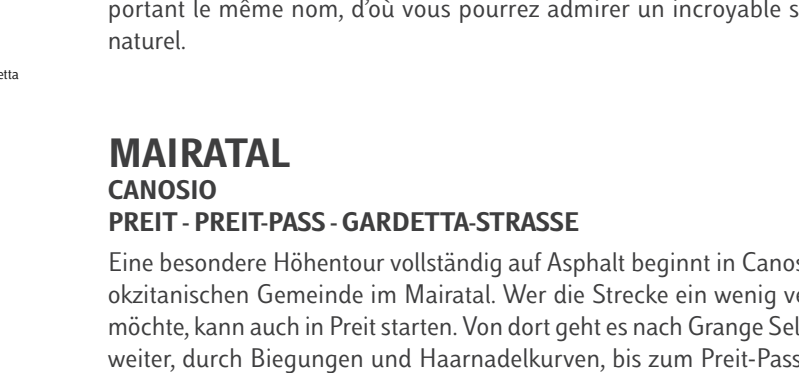 portant le même nom, d'où vous pourrez admirer un incroyable
naturel.
MAIRATAL
CANOSIO
PREIT - PREIT-PASS - GARDETTA-STRASSE
Eine besondere Höhentour vollständig auf Asphalt beginnt in
okzitanischen Gemeinde im Mairatal. Wer die Strecke ein wenig
möchte, kann auch in Preit starten. Von dort geht es nach Grange
weiter, durch Biegungen und Haarnadelkurven, bis zum Preit-Pass